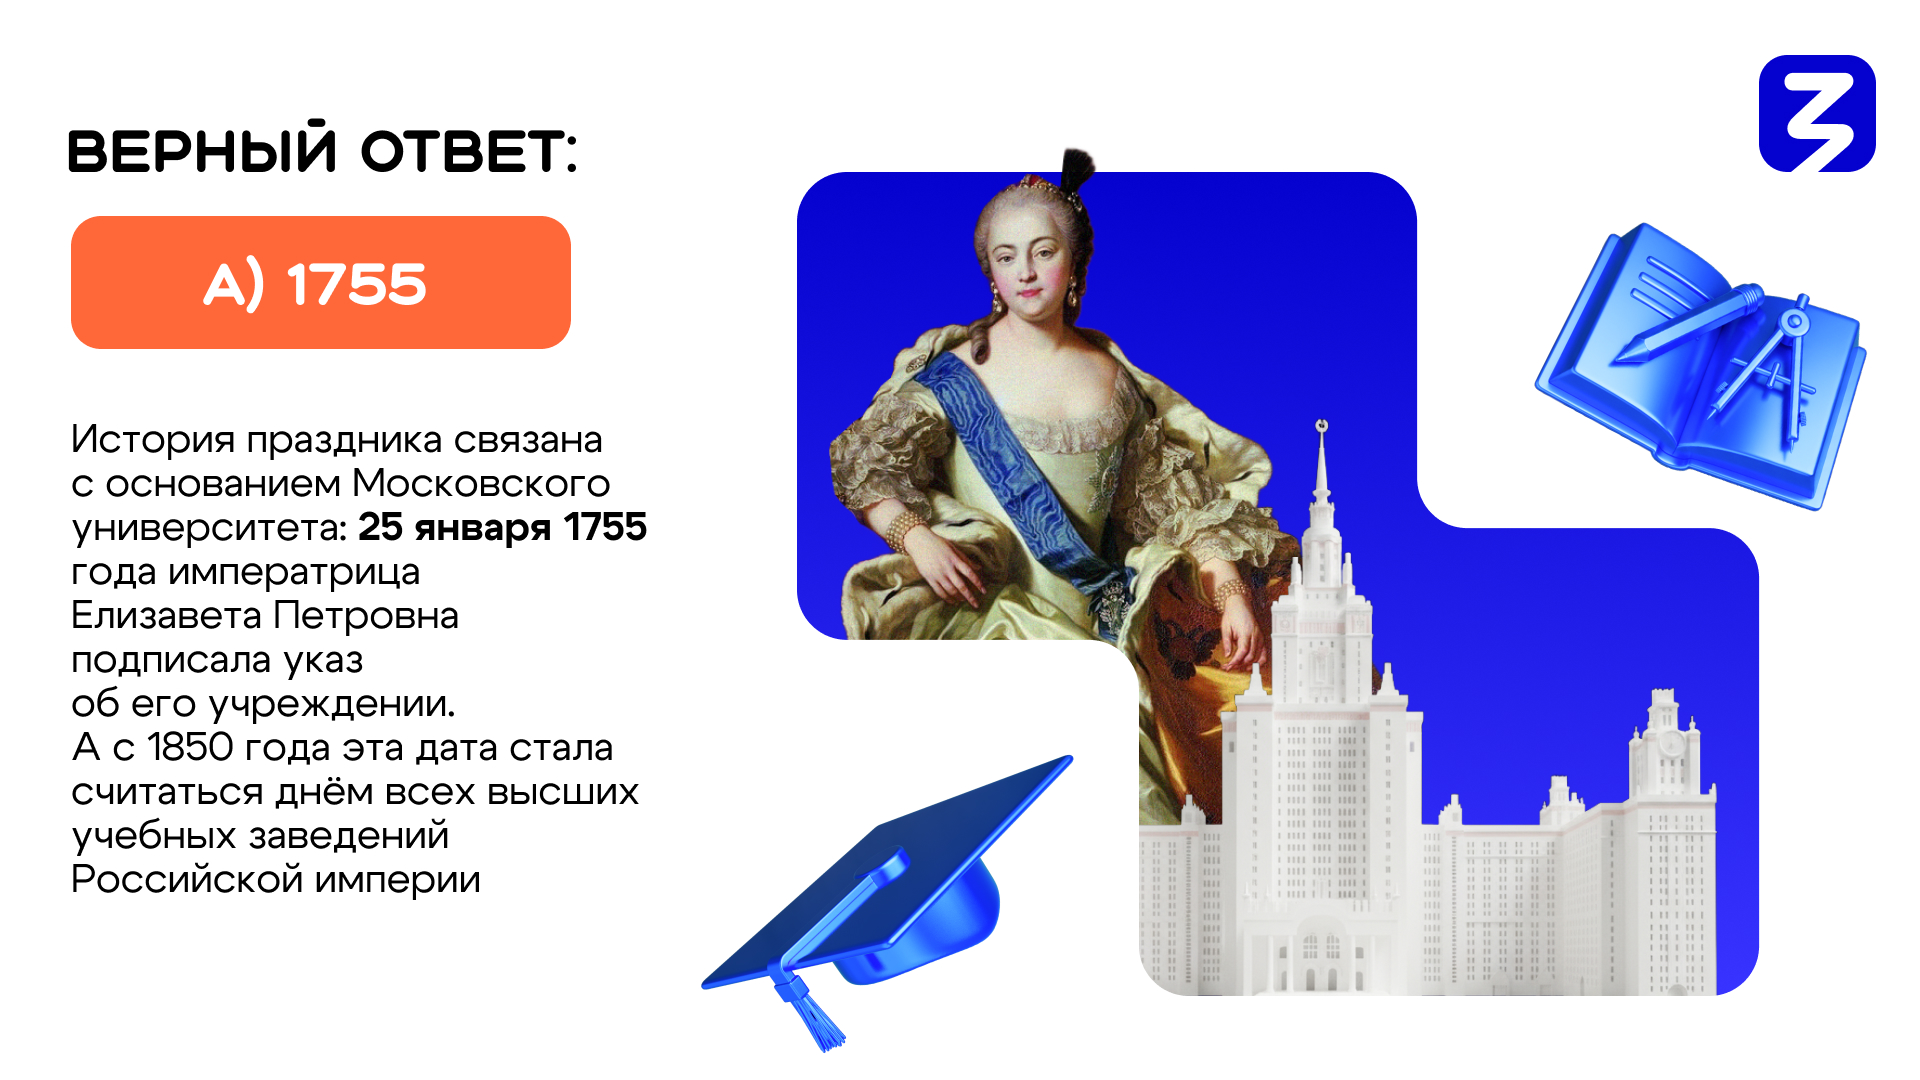 ВЕРНЫЙ ОТВЕТ:
А) 1755
История праздника связана
с основанием Московского
университета: 25 января 1755
года императрица
Елизавета Петровна
подписала указ
об его учреждении.
А с 1850 года эта дата стала
считаться днём всех высших
учебных заведений
Российской империи